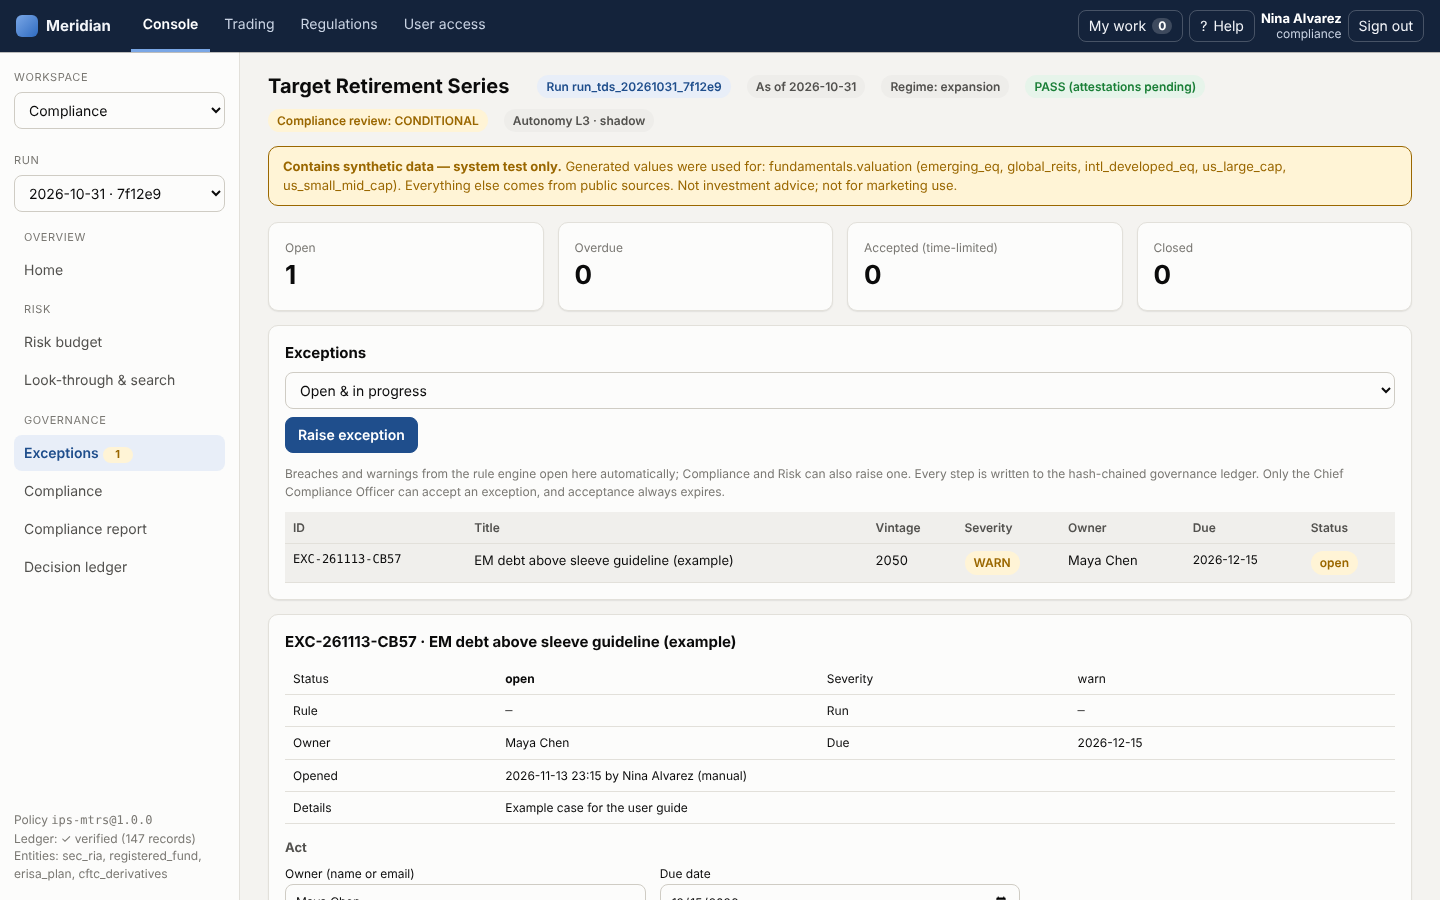 Meridian
Console
Trading
Regulations
User access
My work 0
? Help
Nina Alvarez
compliance
Sign out
WORKSPACE
Compliance
RUN
2026-10-31 · 7f12e9
OVERVIEW
Home
RISK
Risk budget
Look-through & search
GOVERNANCE
Exceptions 1
Compliance
Compliance report
Decision ledger
Policy ips-mtrs@1.0.0
Ledger: ✓ verified (147 records)
Entities: sec_ria, registered_fund,
erisa_plan, cftc_derivatives
Target Retirement Series
Run run_tds_20261031_7f12e9
As of 2026-10-31
Regime: expansion
PASS (attestations pending)
Compliance review: CONDITIONAL
Autonomy L3 · shadow
Contains synthetic data — system test only. Generated values were used for: fundamentals.valuation (emerging_eq, global_reits, intl_developed_eq, us_large_cap,
us_small_mid_cap). Everything else comes from public sources. Not investment advice; not for marketing use.
Open
1
Overdue
0
Accepted (time-limited)
0
Closed
0
Exceptions
Open & in progress
Raise exception
Breaches and warnings from the rule engine open here automatically; Compliance and Risk can also raise one. Every step is written to the hash-chained governance ledger. Only the Chief
Compliance Officer can accept an exception, and acceptance always expires.
ID Title Vintage Severity Owner Due Status
EXC-261113-CB57 EM debt above sleeve guideline (example) 2050 WARN Maya Chen 2026-12-15 open
EXC-261113-CB57 · EM debt above sleeve guideline (example)
Status open Severity warn
Rule — Run —
Owner Maya Chen Due 2026-12-15
Opened 2026-11-13 23:15 by Nina Alvarez (manual)
Details Example case for the user guide
Act
Owner (name or email) Due date